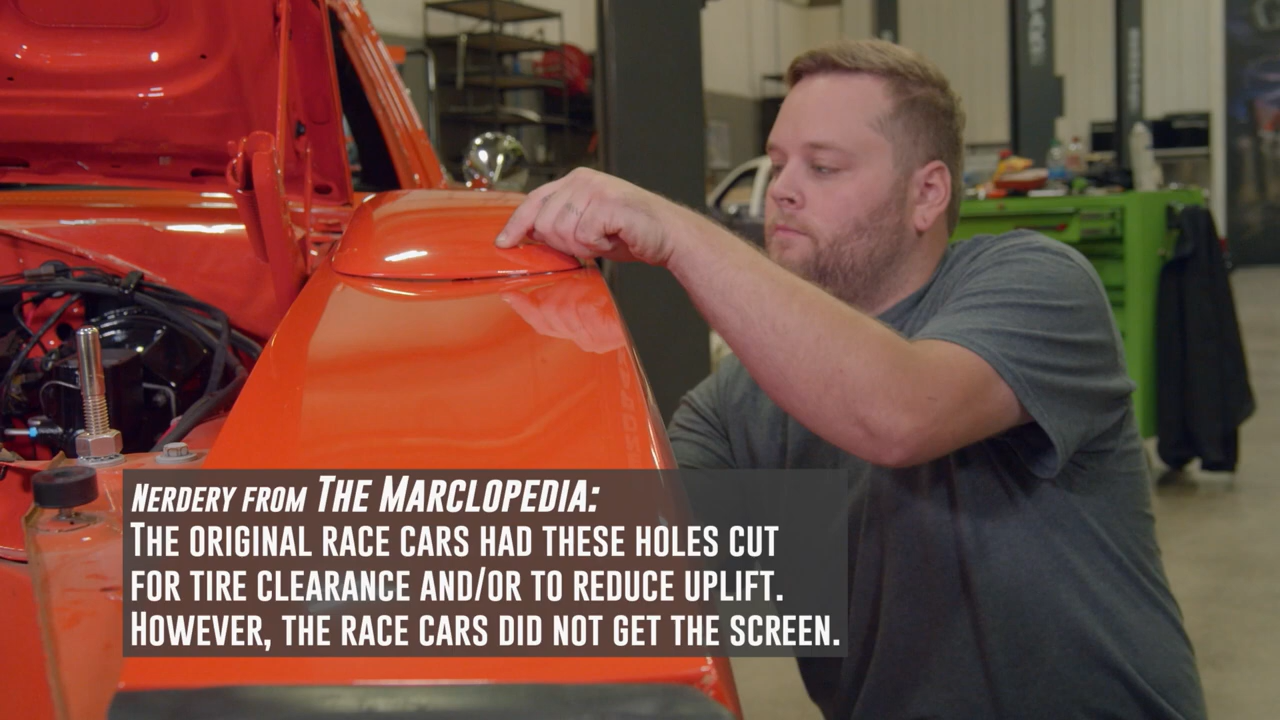 Nerdery from The Marclopedia:
The original race cars had these holes cut
for tire clearance and/or to reduce uplift.
However, the race cars did not get the screen.